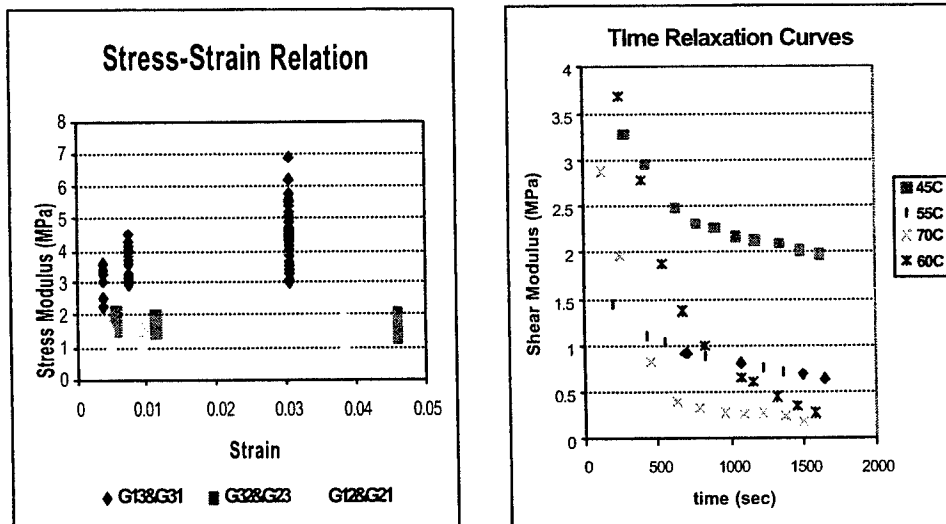 Stress-Strain Relation
Stress Modulus (MPa)
8
7
6
5
4
3
2
1
0
0 0.01 0.02 0.03 0.04 0.05
Strain
G13&G31 G32&G23 G12&G21
TIme Relaxation Curves
Shear Modulus (MPa)
4
3.5
3
2.5
2
1.5
1
0.5
0
0 500 1000 1500 2000
time (sec)
45C
55C
70C
60C